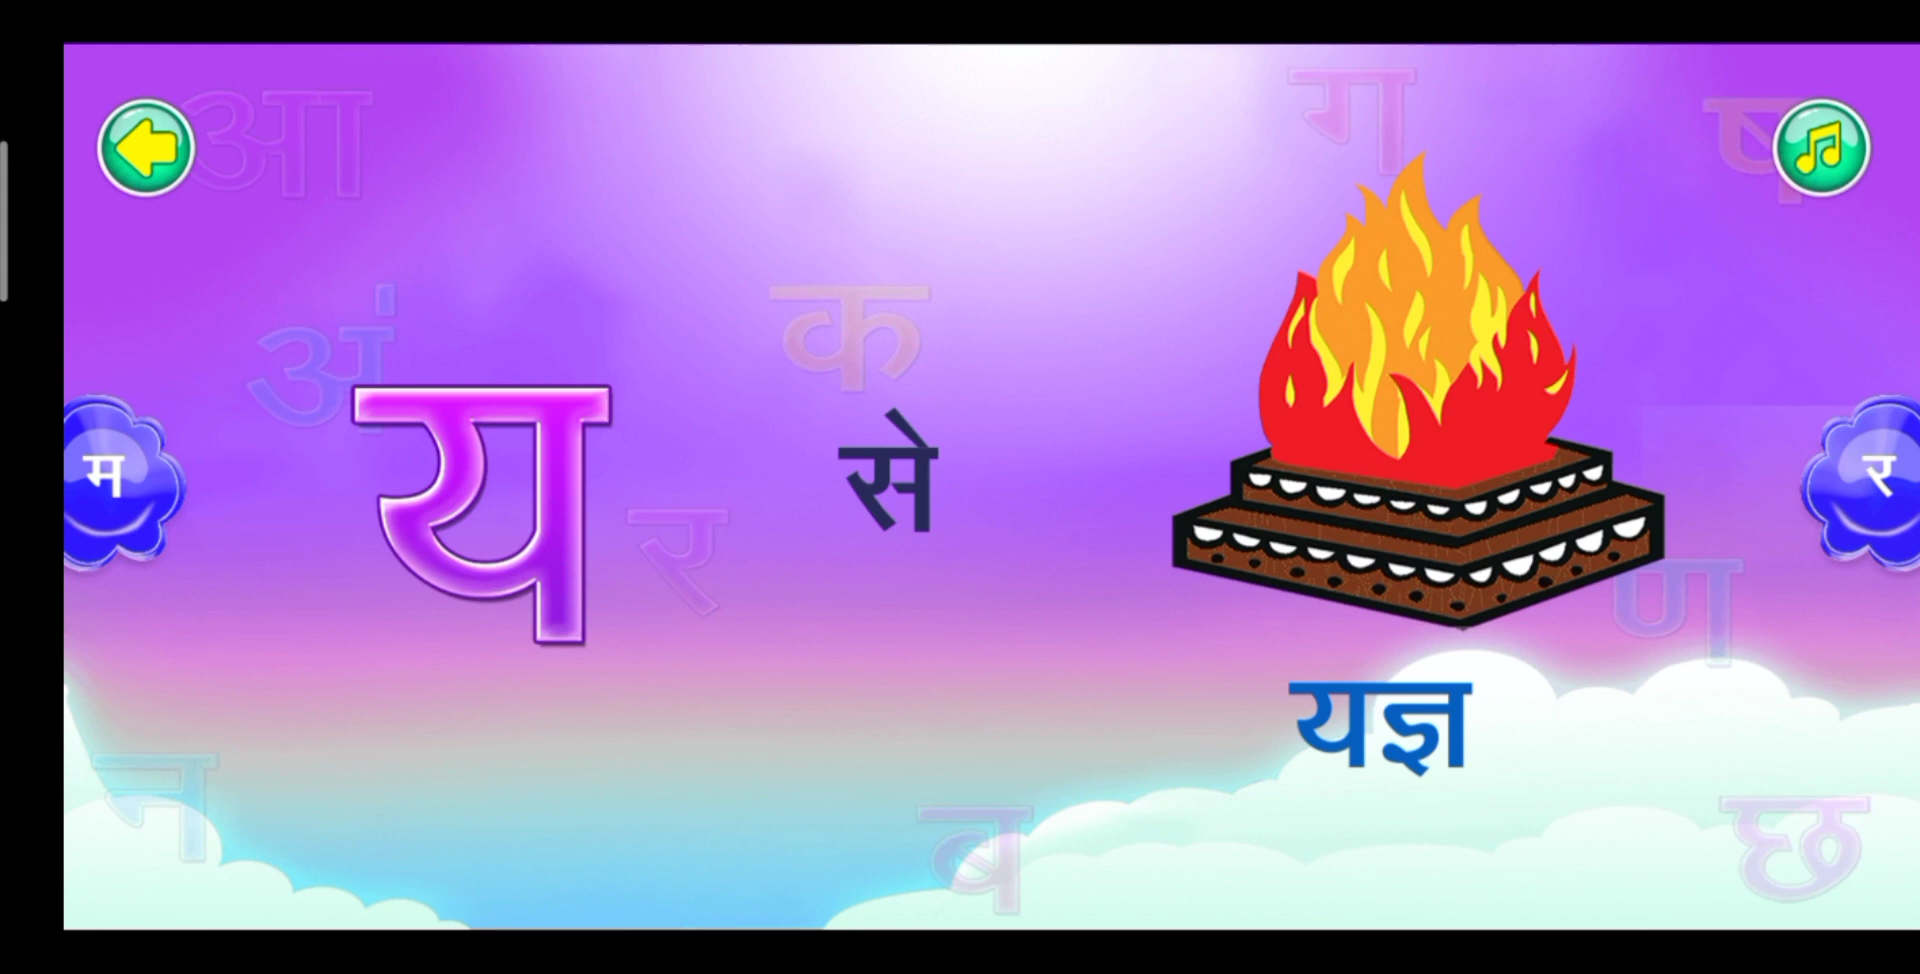 आ ग ष
अं क
म य से र
र
ण
यज्ञ
न ब छ